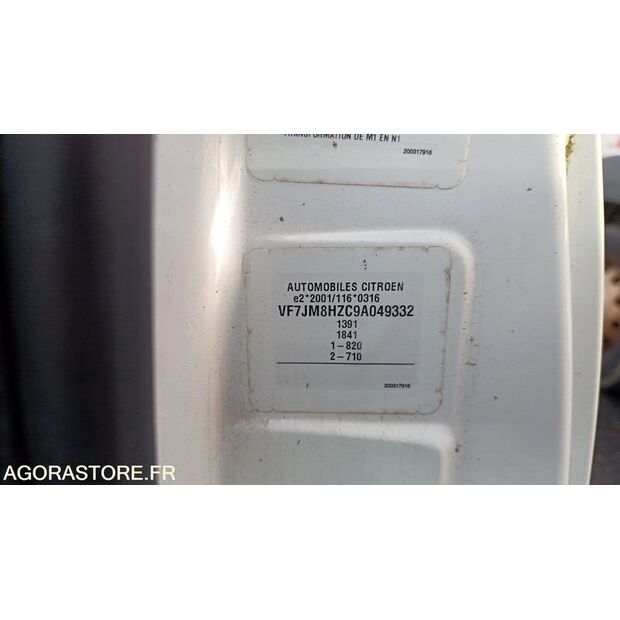 TRANSFORMATION DE M1 EN N1
200317916
AUTOMOBILES CITROEN
e2*2001/116*0316
VF7JM8HZC9A049332
1391
1841
1-820
2-710
200317916
AGORASTORE.FR